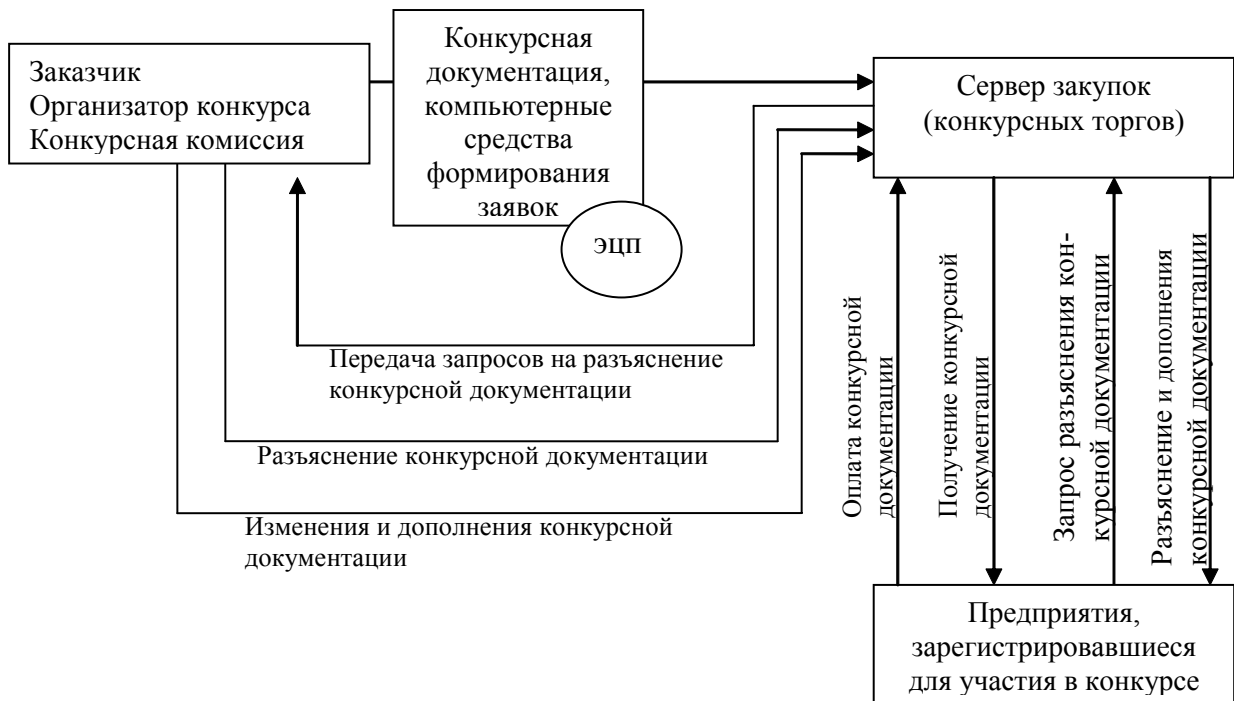 Заказчик
Организатор конкурса
Конкурсная комиссия
Конкурсная
документация,
компьютерные
средства
формирования
заявок
ЭЦП
Сервер закупок
(конкурсных торгов)
Передача запросов на разъяснение
конкурсной документации
Разъяснение конкурсной документации
Изменения и дополнения конкурсной
документации
Оплата конкурсной
документации
Получение конкурсной
документации
Запрос разъяснения кон-
курсной документации
Разъяснение и дополнения
конкурсной документации
Предприятия,
зарегистрировавшиеся
для участия в конкурсе